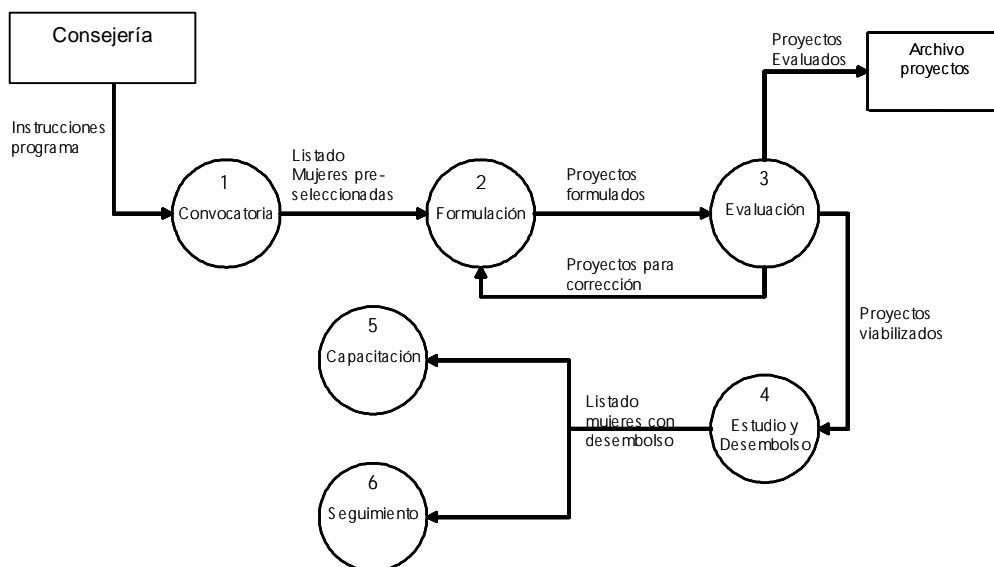 Consejería
Instrucciones
programa
1
Convocatoria
Listado
Mujeres pre-
seleccionadas
2
Formulación
Proyectos
formulados
3
Evaluación
Proyectos
Evaluados
Archivo
proyectos
Proyectos para
corrección
Proyectos
viabilizados
4
Estudio y
Desembolso
Listado
mujeres con
desembolso
5
Capacitación
6
Seguimiento